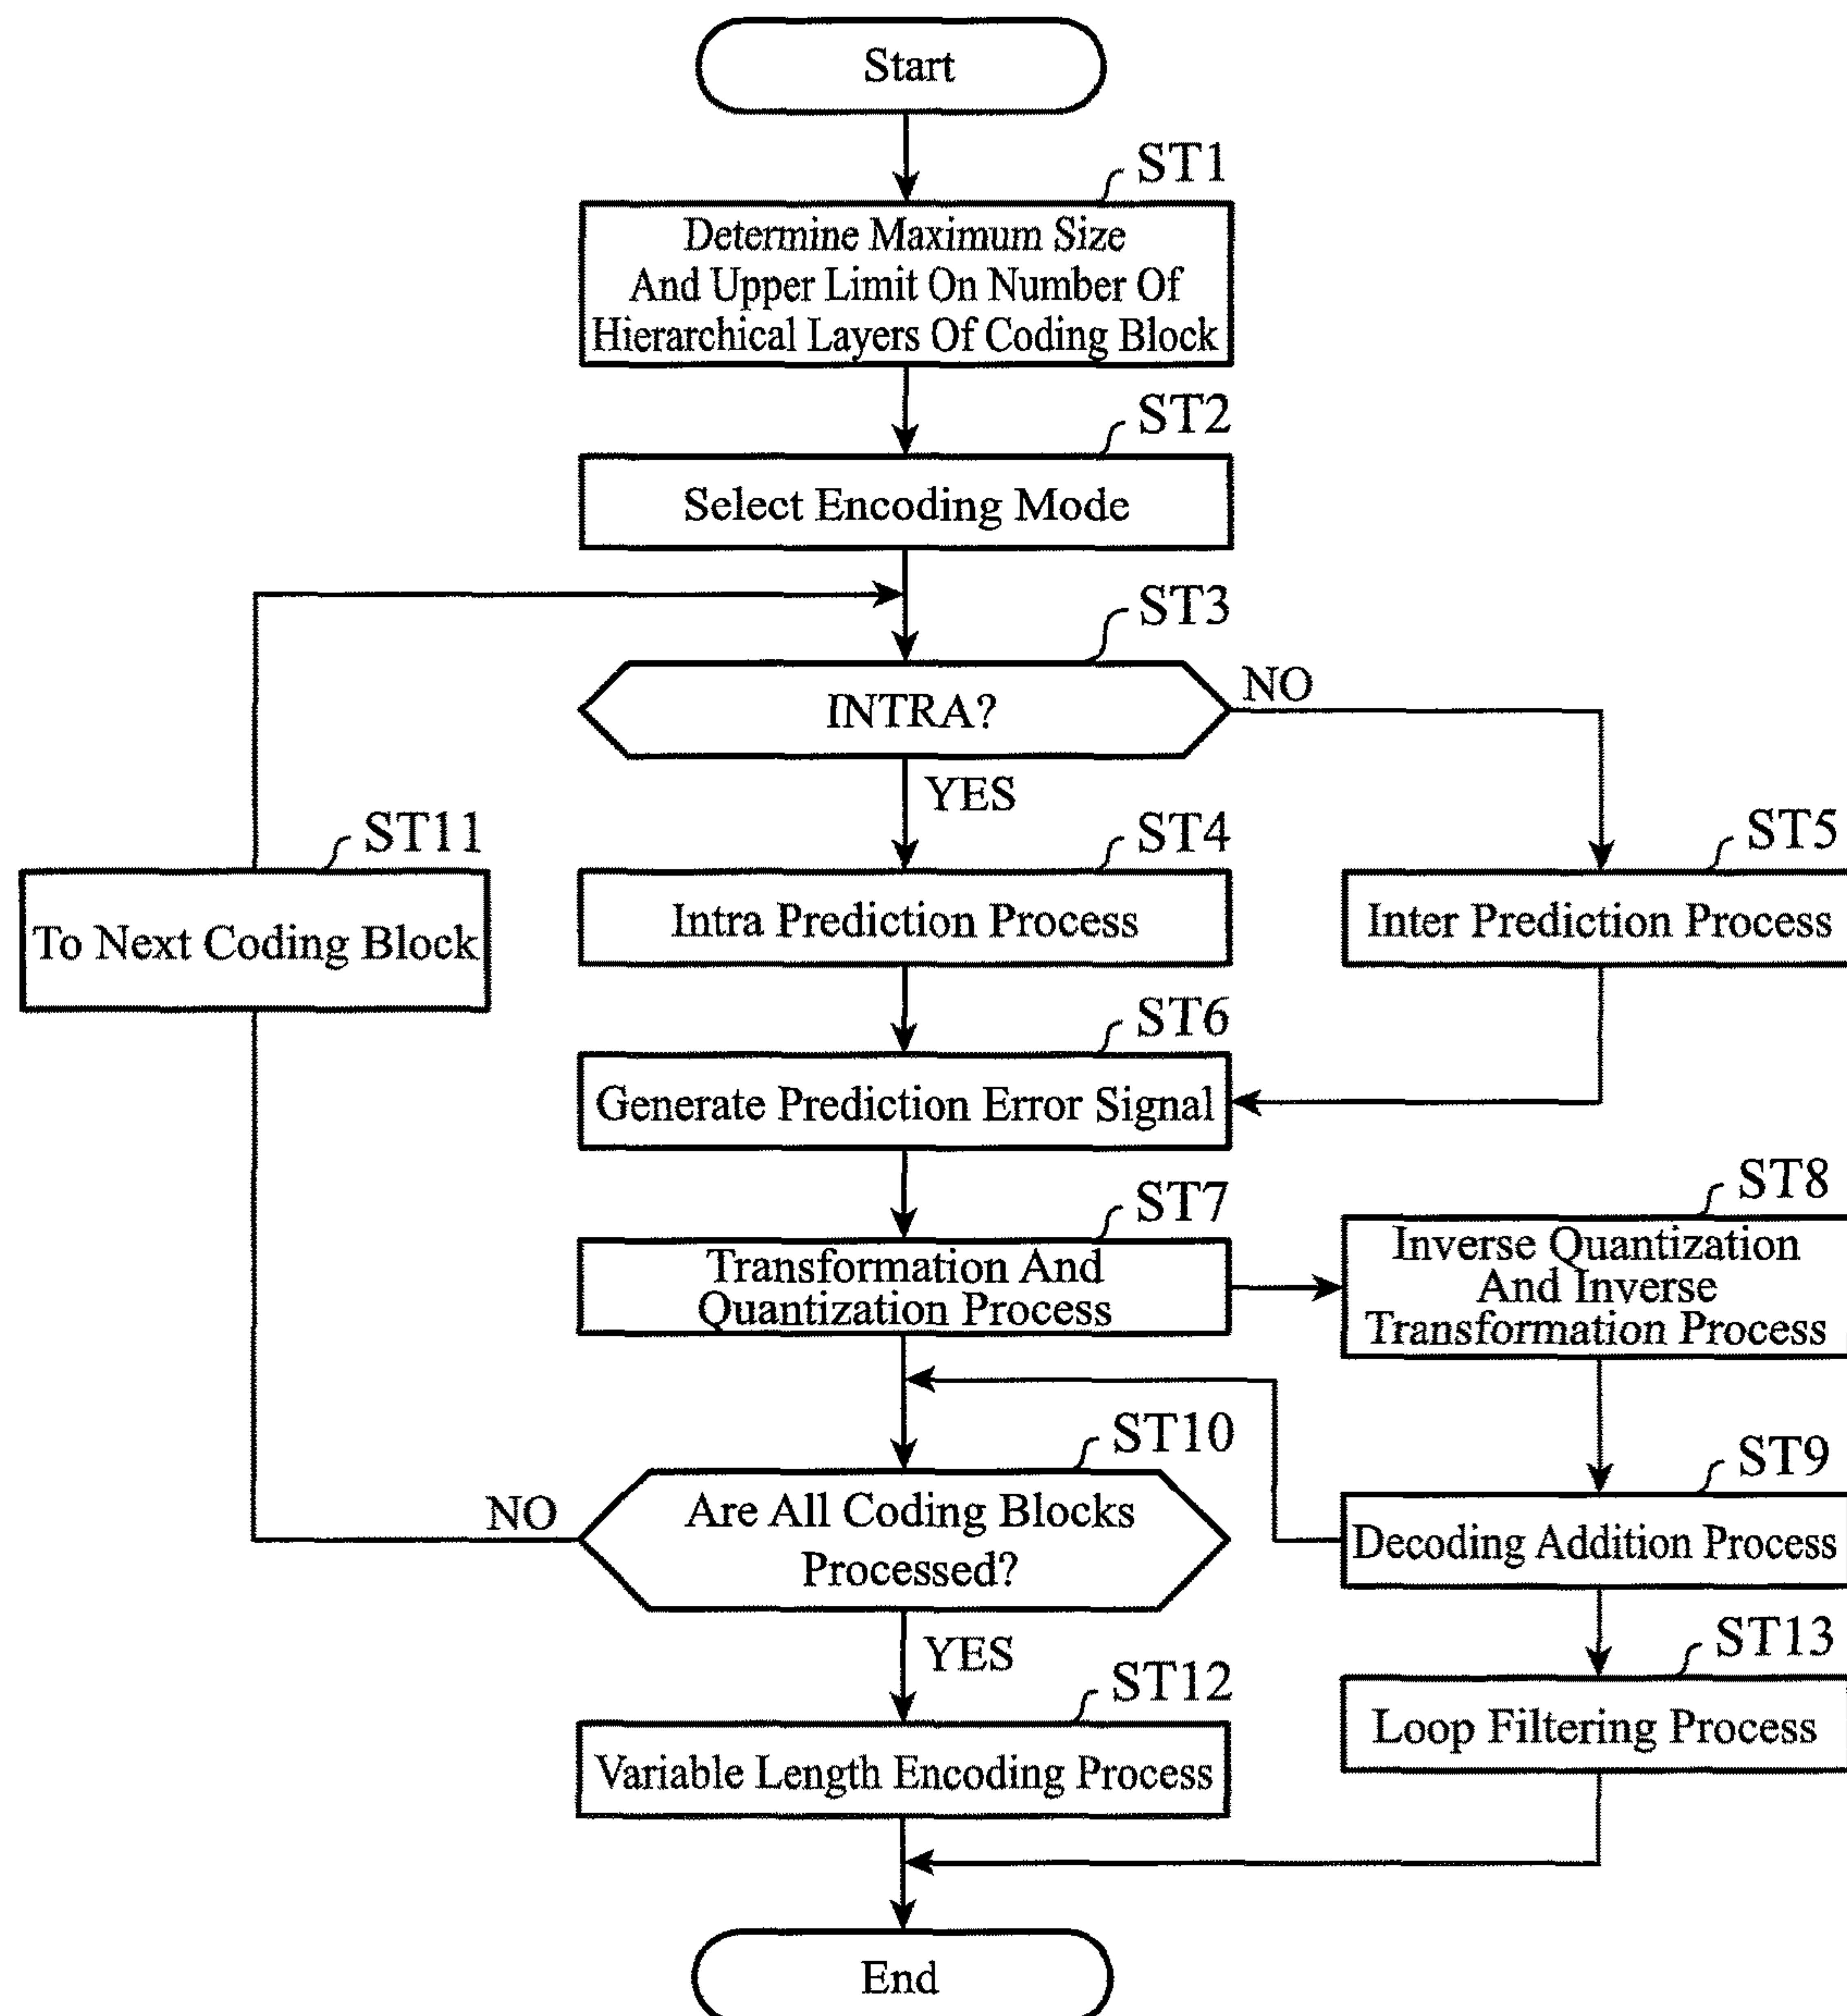 Start
ST1
Determine Maximum Size
And Upper Limit On Number Of
Hierarchical Layers Of Coding Block
ST2
Select Encoding Mode
ST3
INTRA?
NO
YES
ST11
To Next Coding Block
ST4
Intra Prediction Process
ST5
Inter Prediction Process
ST6
Generate Prediction Error Signal
ST7
Transformation And
Quantization Process
ST8
Inverse Quantization
And Inverse
Transformation Process
ST10
Are All Coding Blocks
Processed?
NO
YES
ST9
Decoding Addition Process
ST12
Variable Length Encoding Process
ST13
Loop Filtering Process
End